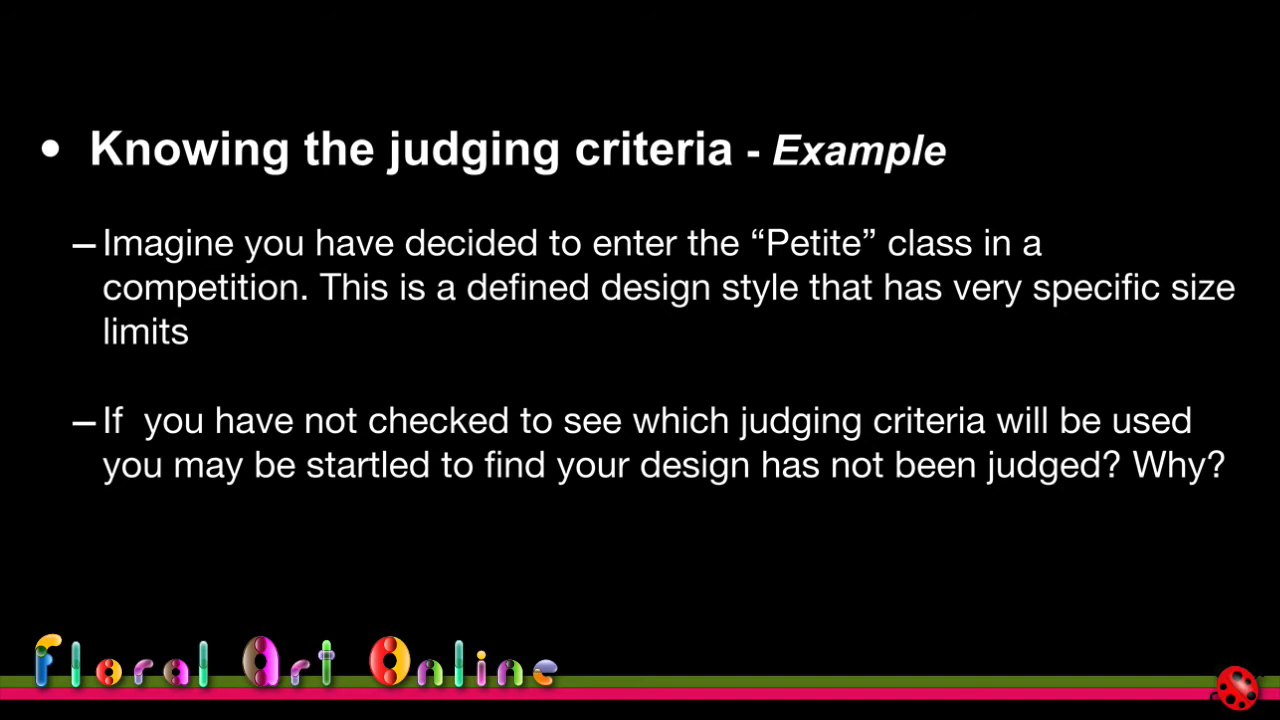 • Knowing the judging criteria - Example
– Imagine you have decided to enter the “Petite” class in a
competition. This is a defined design style that has very specific size
limits
– If  you have not checked to see which judging criteria will be used
you may be startled to find your design has not been judged? Why?
Floral Art Online